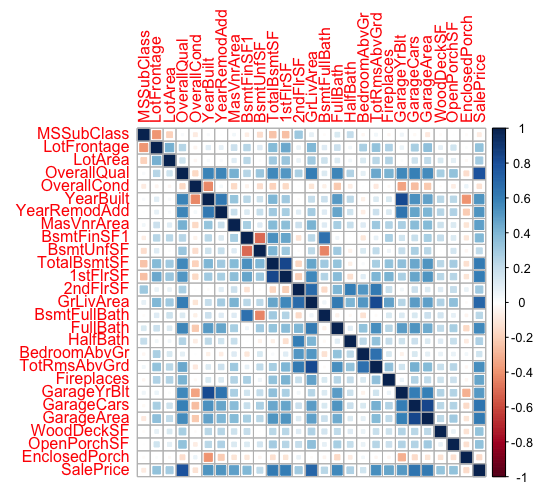 MSSubClass
LotFrontage
LotArea
OverallQual
OverallCond
YearBuilt
YearRemodAdd
MasVnrArea
BsmtFinSF1
BsmtUnfSF
TotalBsmtSF
1stFlrSF
2ndFlrSF
GrLivArea
BsmtFullBath
FullBath
HalfBath
BedroomAbvGr
TotRmsAbvGrd
Fireplaces
GarageYrBlt
GarageCars
GarageArea
WoodDeckSF
OpenPorchSF
EnclosedPorch
SalePrice
MSSubClass
LotFrontage
LotArea
OverallQual
OverallCond
YearBuilt
YearRemodAdd
MasVnrArea
BsmtFinSF1
BsmtUnfSF
TotalBsmtSF
1stFlrSF
2ndFlrSF
GrLivArea
BsmtFullBath
FullBath
HalfBath
BedroomAbvGr
TotRmsAbvGrd
Fireplaces
GarageYrBlt
GarageCars
GarageArea
WoodDeckSF
OpenPorchSF
EnclosedPorch
SalePrice
1
0.8
0.6
0.4
0.2
0
-0.2
-0.4
-0.6
-0.8
-1